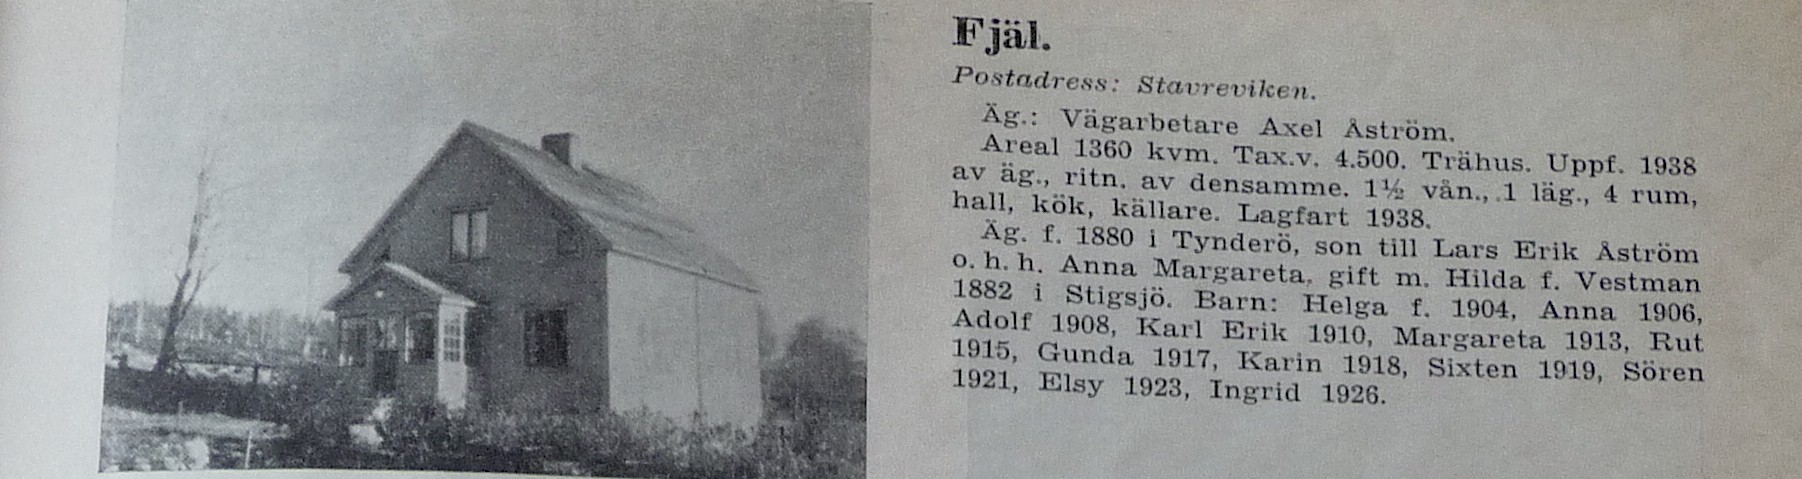 Fjäl.
Postadress: Stavreviken.
Äg.: Vägarbetare Axel Åström.
Areal 1360 kvm. Tax.v. 4.500. Trähus. Uppf. 1938
av äg., ritn. av densamme. 1½ vån., 1 läg., 4 rum,
hall, kök, källare. Lagfart 1938.
Äg. f. 1880 i Tynderö, son till Lars Erik Åström
o. h. h. Anna Margareta, gift m. Hilda f. Vestman
1882 i Stigsjö. Barn: Helga f. 1904, Anna 1906,
Adolf 1908, Karl Erik 1910, Margareta 1913, Rut
1915, Gunda 1917, Karin 1918, Sixten 1919, Sören
1921, Elsy 1923, Ingrid 1926.